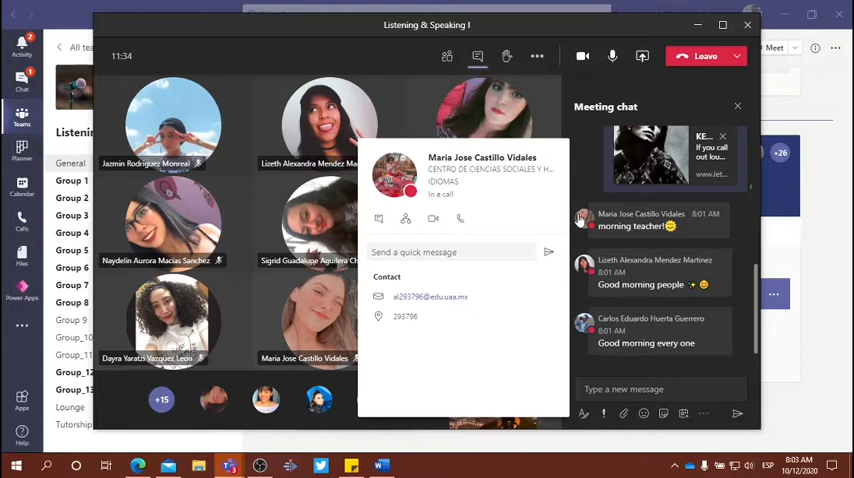 Listening & Speaking I
2
Activity
1
Chat
Teams
Planner
Calendar
Calls
Files
Power Apps
Apps
Help
All tea
Listenin
General
Group 1
Group 2
Group 3
Group 4
Group 5
Group 6
Group 7
Group 8
Group 9
Group_10
Group_11
Group_12
Group_13
Lounge
Tutorship
11:34
Leave
Meet
Jazmin Rodriguez Monreal
Lizeth Alexandra Mendez Ma
Naydelin Aurora Macias Sanchez
Sigrid Guadalupe Aguilera Ch
Dayra Yaratzi Vazquez Leon
Maria Jose Castillo Vidales
+15
Maria Jose Castillo Vidales
CENTRO DE CIENCIAS SOCIALES Y H...
IDIOMAS
In a call
Send a quick message
Contact
al293796@edu.uaa.mx
293796
Meeting chat
KE...
If you call
out lou...
www.let...
Maria Jose Castillo Vidales 8:01 AM
morning teacher!
Lizeth Alexandra Mendez Martinez
8:01 AM
Good morning people
Carlos Eduardo Huerta Guerrero
8:01 AM
Good morning every one
Type a new message
+26
ESP
8:03 AM
10/12/2020